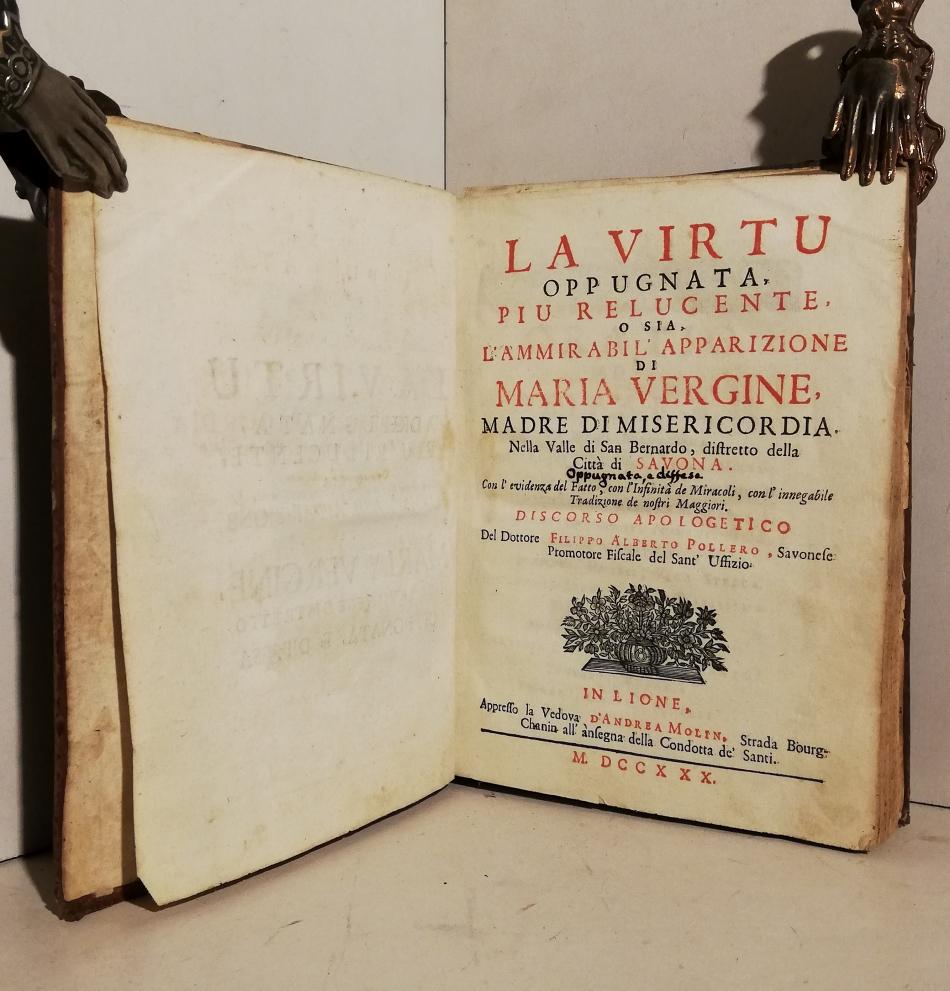 LA VIRTU
OPPUGNATA,
PIU RELUCENTE,
O SIA,
L'AMMIRABIL' APPARIZIONE
DI
MARIA VERGINE,
MADRE DI MISERICORDIA.
Nella Valle di San Bernardo, diſtretto della
Città di SAVONA.
Oppugnata, e diffesa
Con l' evidenza del Fatto, con l'Infinità de Miracoli, con l' innegabile
Tradizione de noſtri Maggiori.
DISCORSO APOLOGETICO
Del Dottore FILIPPO ALBERTO POLLERO, Savonese
Promotore Fiſcale del Sant' Uffizio.
IN LIONE,
Appreſſo la Vedova D'ANDREA MOLIN, Strada Bourg-
Chanin all' ànſegna della Condotta de' Santi.
M. DCCXXX.